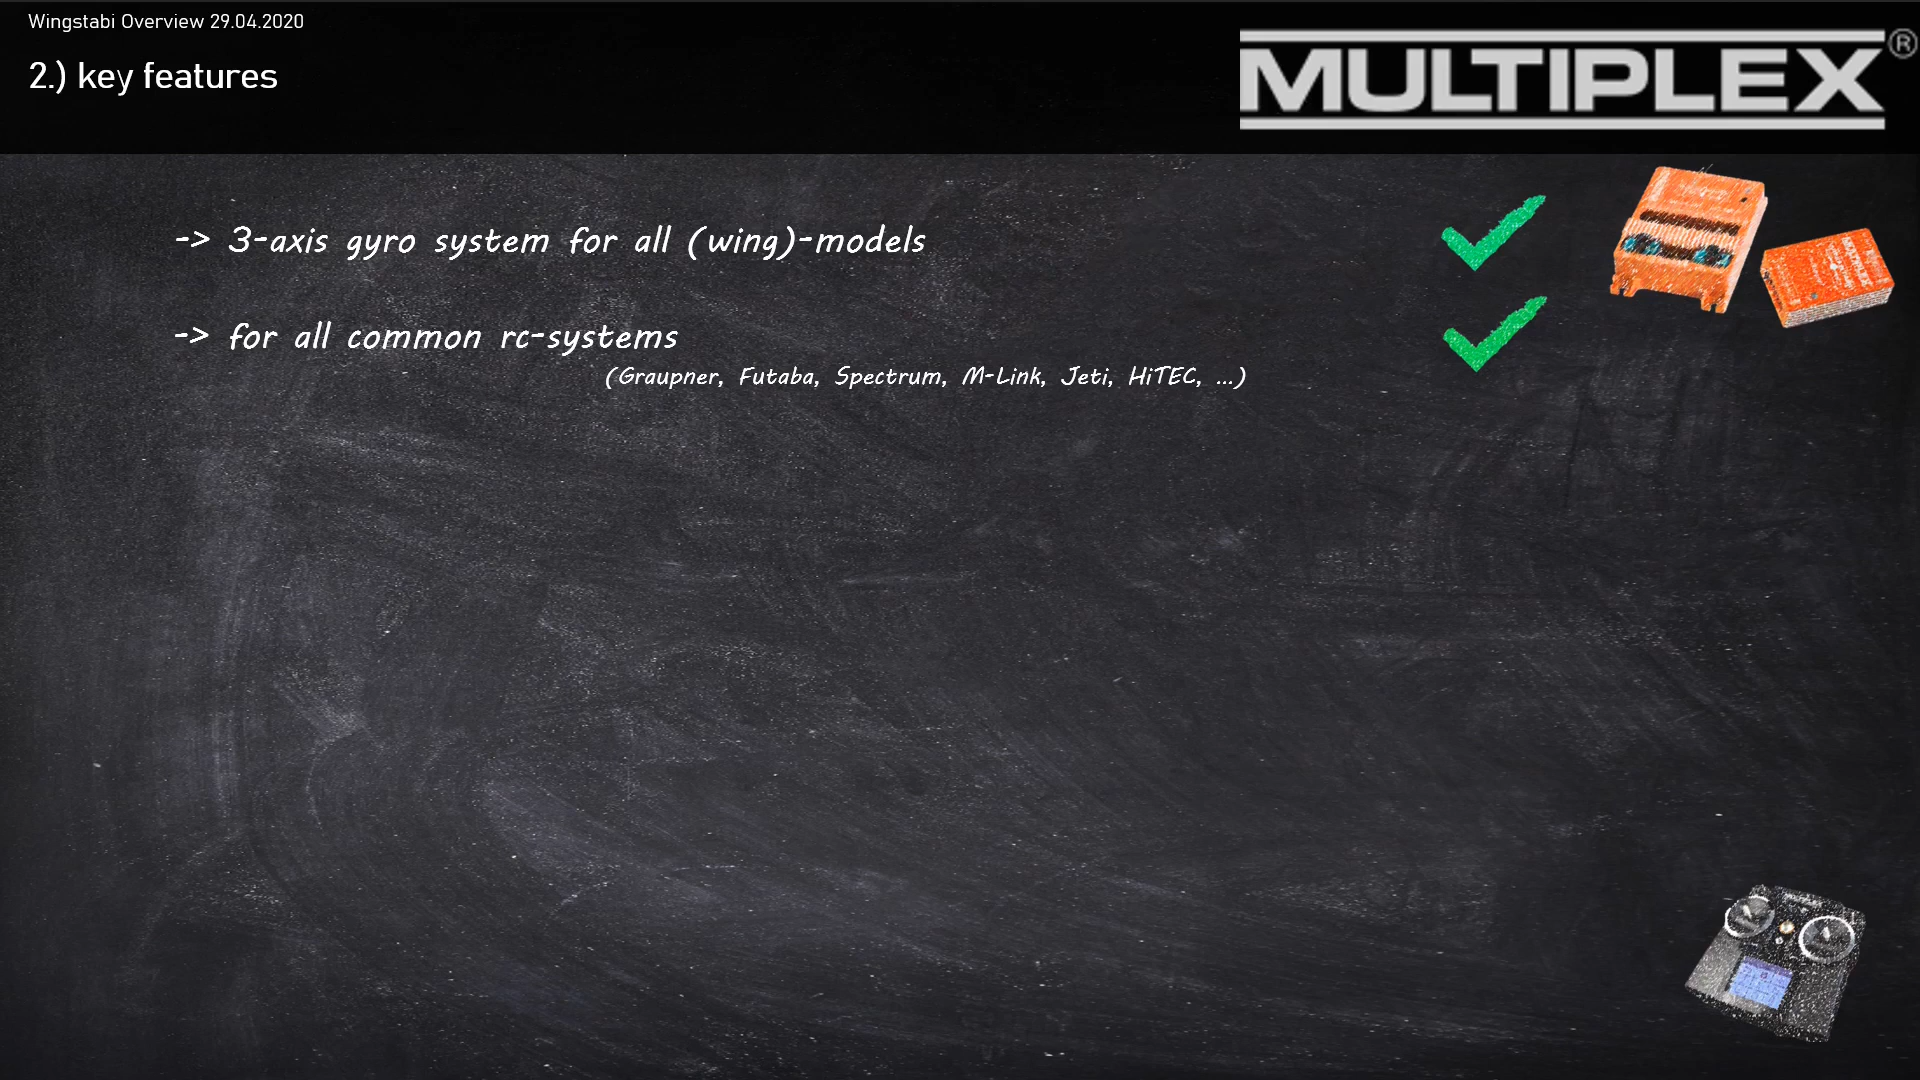 Wingstabi Overview 29.04.2020
2.) key features
MULTIPLEX®
-> 3-axis gyro system for all (wing)-models
-> for all common rc-systems
(Graupner, Futaba, Spectrum, M-Link, Jeti, HiTEC, ...)
MULTIPLEX